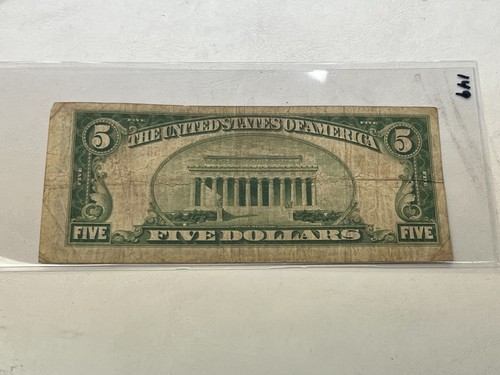 5 THE UNITED STATES OF AMERICA 5
FIVE FIVE DOLLARS FIVE
149